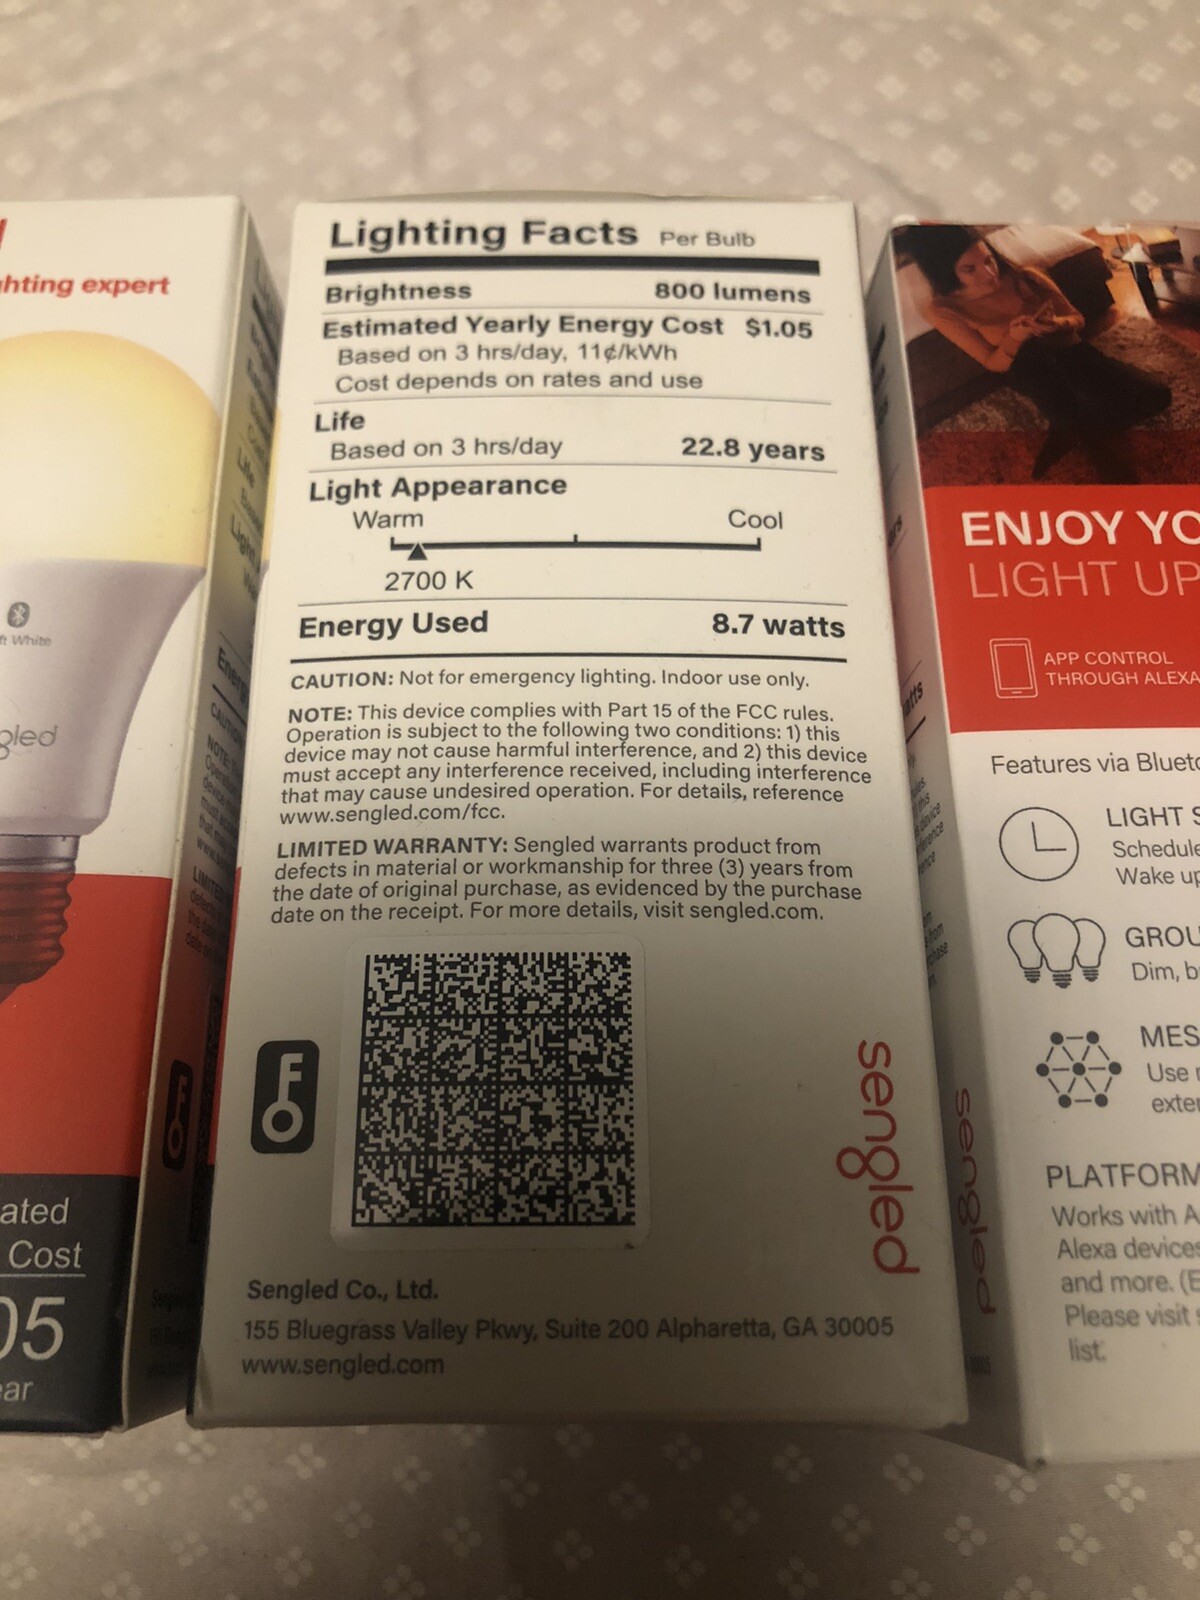 Lighting Facts Per Bulb
Brightness 800 lumens
Estimated Yearly Energy Cost $1.05
Based on 3 hrs/day, 11¢/kWh
Cost depends on rates and use
Life
Based on 3 hrs/day 22.8 years
Light Appearance
Warm Cool
2700 K
Energy Used 8.7 watts
CAUTION: Not for emergency lighting. Indoor use only.
NOTE: This device complies with Part 15 of the FCC rules.
Operation is subject to the following two conditions: 1) this
device may not cause harmful interference, and 2) this device
must accept any interference received, including interference
that may cause undesired operation. For details, reference
www.sengled.com/fcc.
LIMITED WARRANTY: Sengled warrants product from
defects in material or workmanship for three (3) years from
the date of original purchase, as evidenced by the purchase
date on the receipt. For more details, visit sengled.com.
sengled
Sengled Co., Ltd.
155 Bluegrass Valley Pkwy, Suite 200 Alpharetta, GA 30005
www.sengled.com
hting expert
ft White
gled
ated
Cost
05
ar
ENJOY YO
LIGHT UP
APP CONTROL
THROUGH ALEXA
Features via Blueto
LIGHT S
Schedule
Wake up
GROU
Dim, b
MES
Use
exter
PLATFORM
Works with A
Alexa devices
and more. (E
Please visit s
list.
sengled